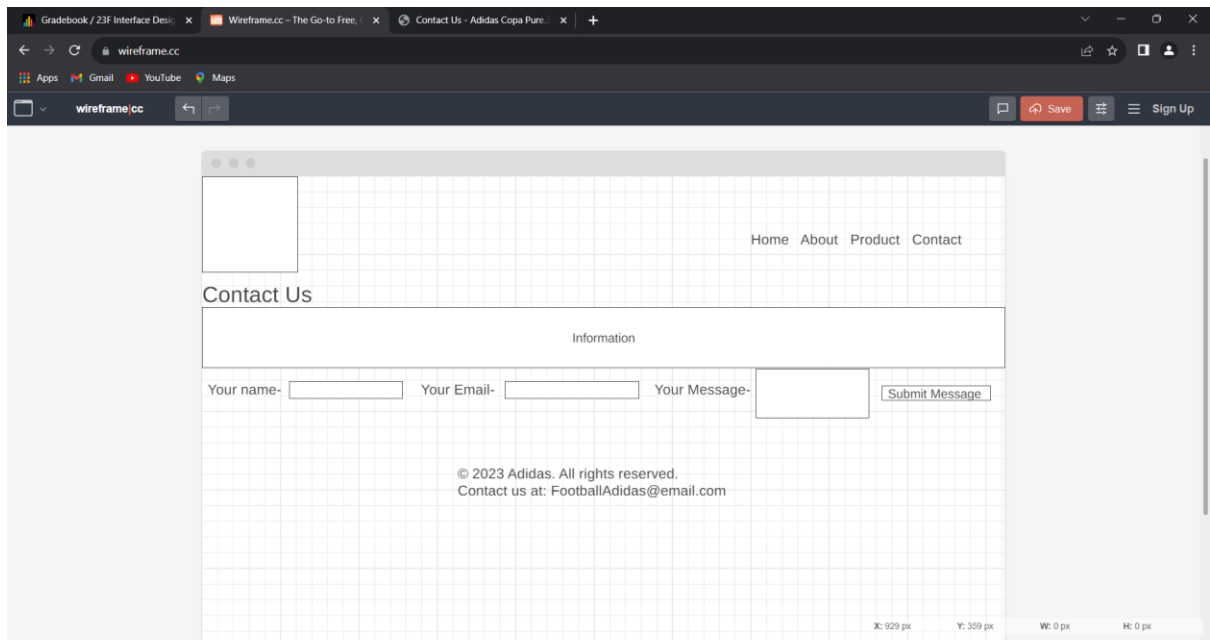 Gradebook / 23F Interface Desig
Wireframe.cc – The Go-to Free,
Contact Us - Adidas Copa Pure.
wireframe.cc
Apps Gmail YouTube Maps
wireframe|cc Save Sign Up
Home About Product Contact
Contact Us
Information
Your name- Your Email- Your Message- Submit Message
© 2023 Adidas. All rights reserved.
Contact us at: FootballAdidas@email.com
X: 929 px Y: 359 px W: 0 px H: 0 px